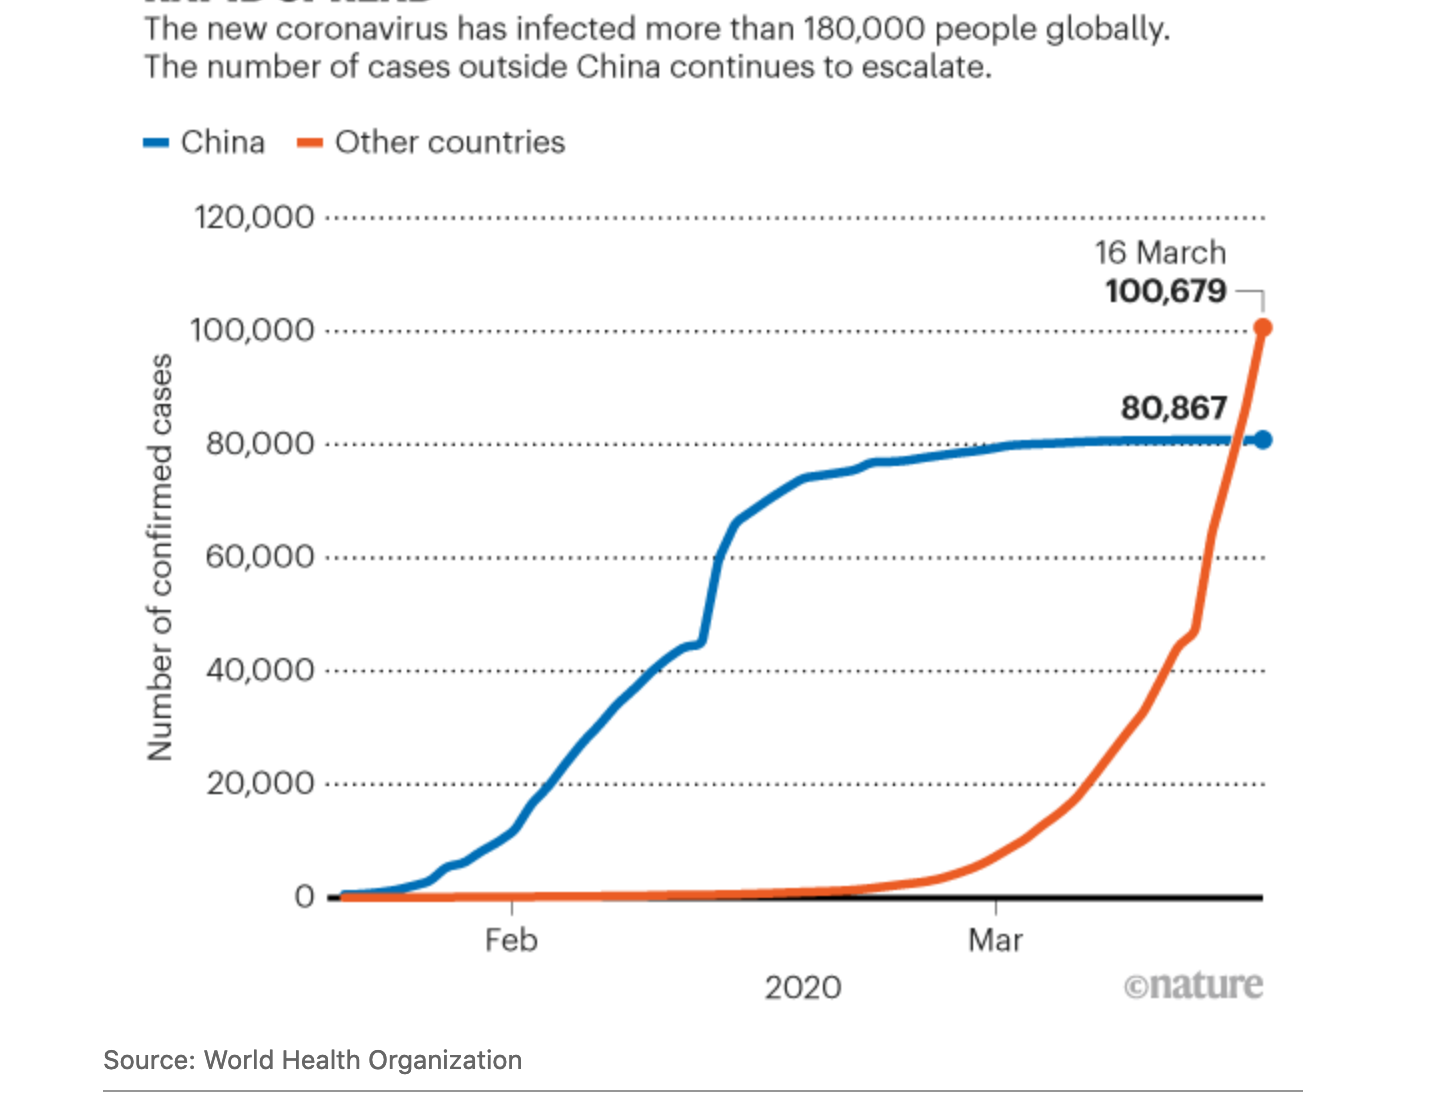 The new coronavirus has infected more than 180,000 people globally.
The number of cases outside China continues to escalate.
China Other countries
120,000
16 March
100,679
100,000
80,867
80,000
60,000
40,000
20,000
0
Number of confirmed cases
Feb Mar
2020
©nature
Source: World Health Organization